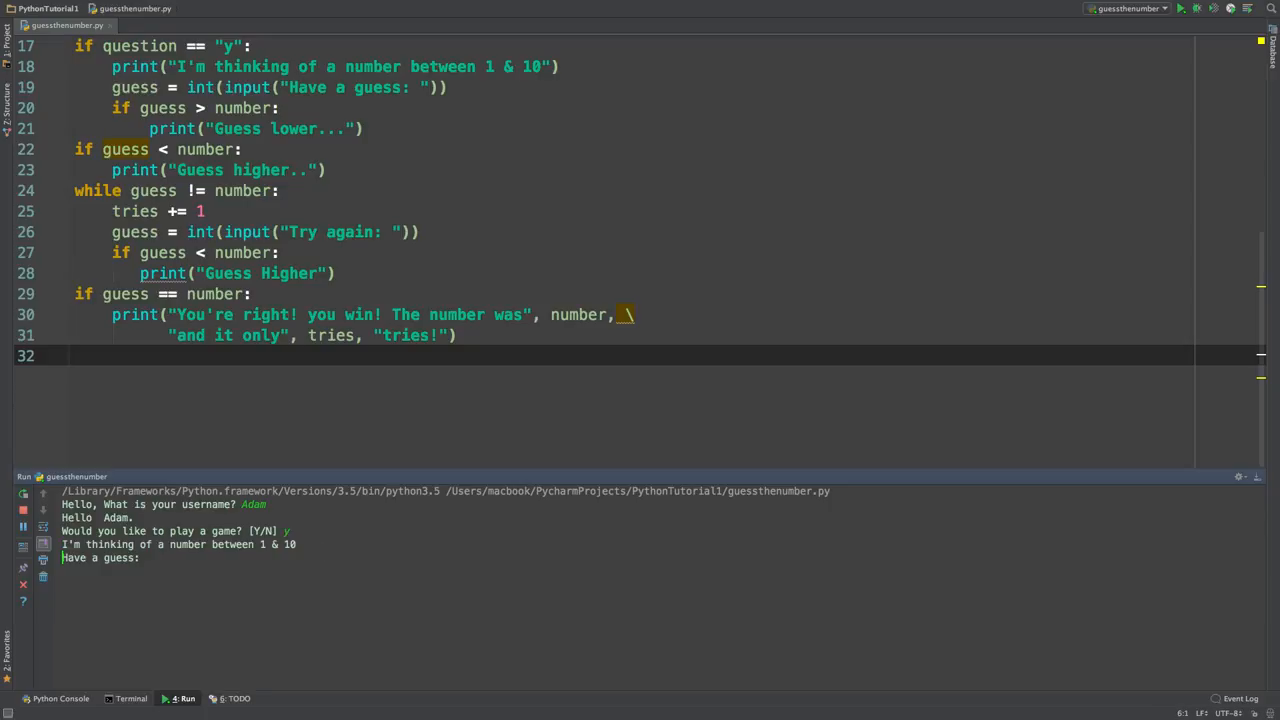 PythonTutorial1 guessthenumber.py guessthenumber
guessthenumber.py
1: Project
Z: Structure
2: Favorites
Database
17 if question == "y":
18 print("I'm thinking of a number between 1 & 10")
19 guess = int(input("Have a guess: "))
20 if guess > number:
21 print("Guess lower...")
22 if guess < number:
23 print("Guess higher..")
24 while guess != number:
25 tries += 1
26 guess = int(input("Try again: "))
27 if guess < number:
28 print("Guess Higher")
29 if guess == number:
30 print("You're right! you win! The number was", number, \
31 "and it only", tries, "tries!")
32
Run guessthenumber
/Library/Frameworks/Python.framework/Versions/3.5/bin/python3.5 /Users/macbook/PycharmProjects/PythonTutorial1/guessthenumber.py
Hello, What is your username? Adam
Hello  Adam.
Would you like to play a game? [Y/N] y
I'm thinking of a number between 1 & 10
Have a guess:
Python Console Terminal 4: Run 6: TODO Event Log
6:1 LF÷ UTF-8÷